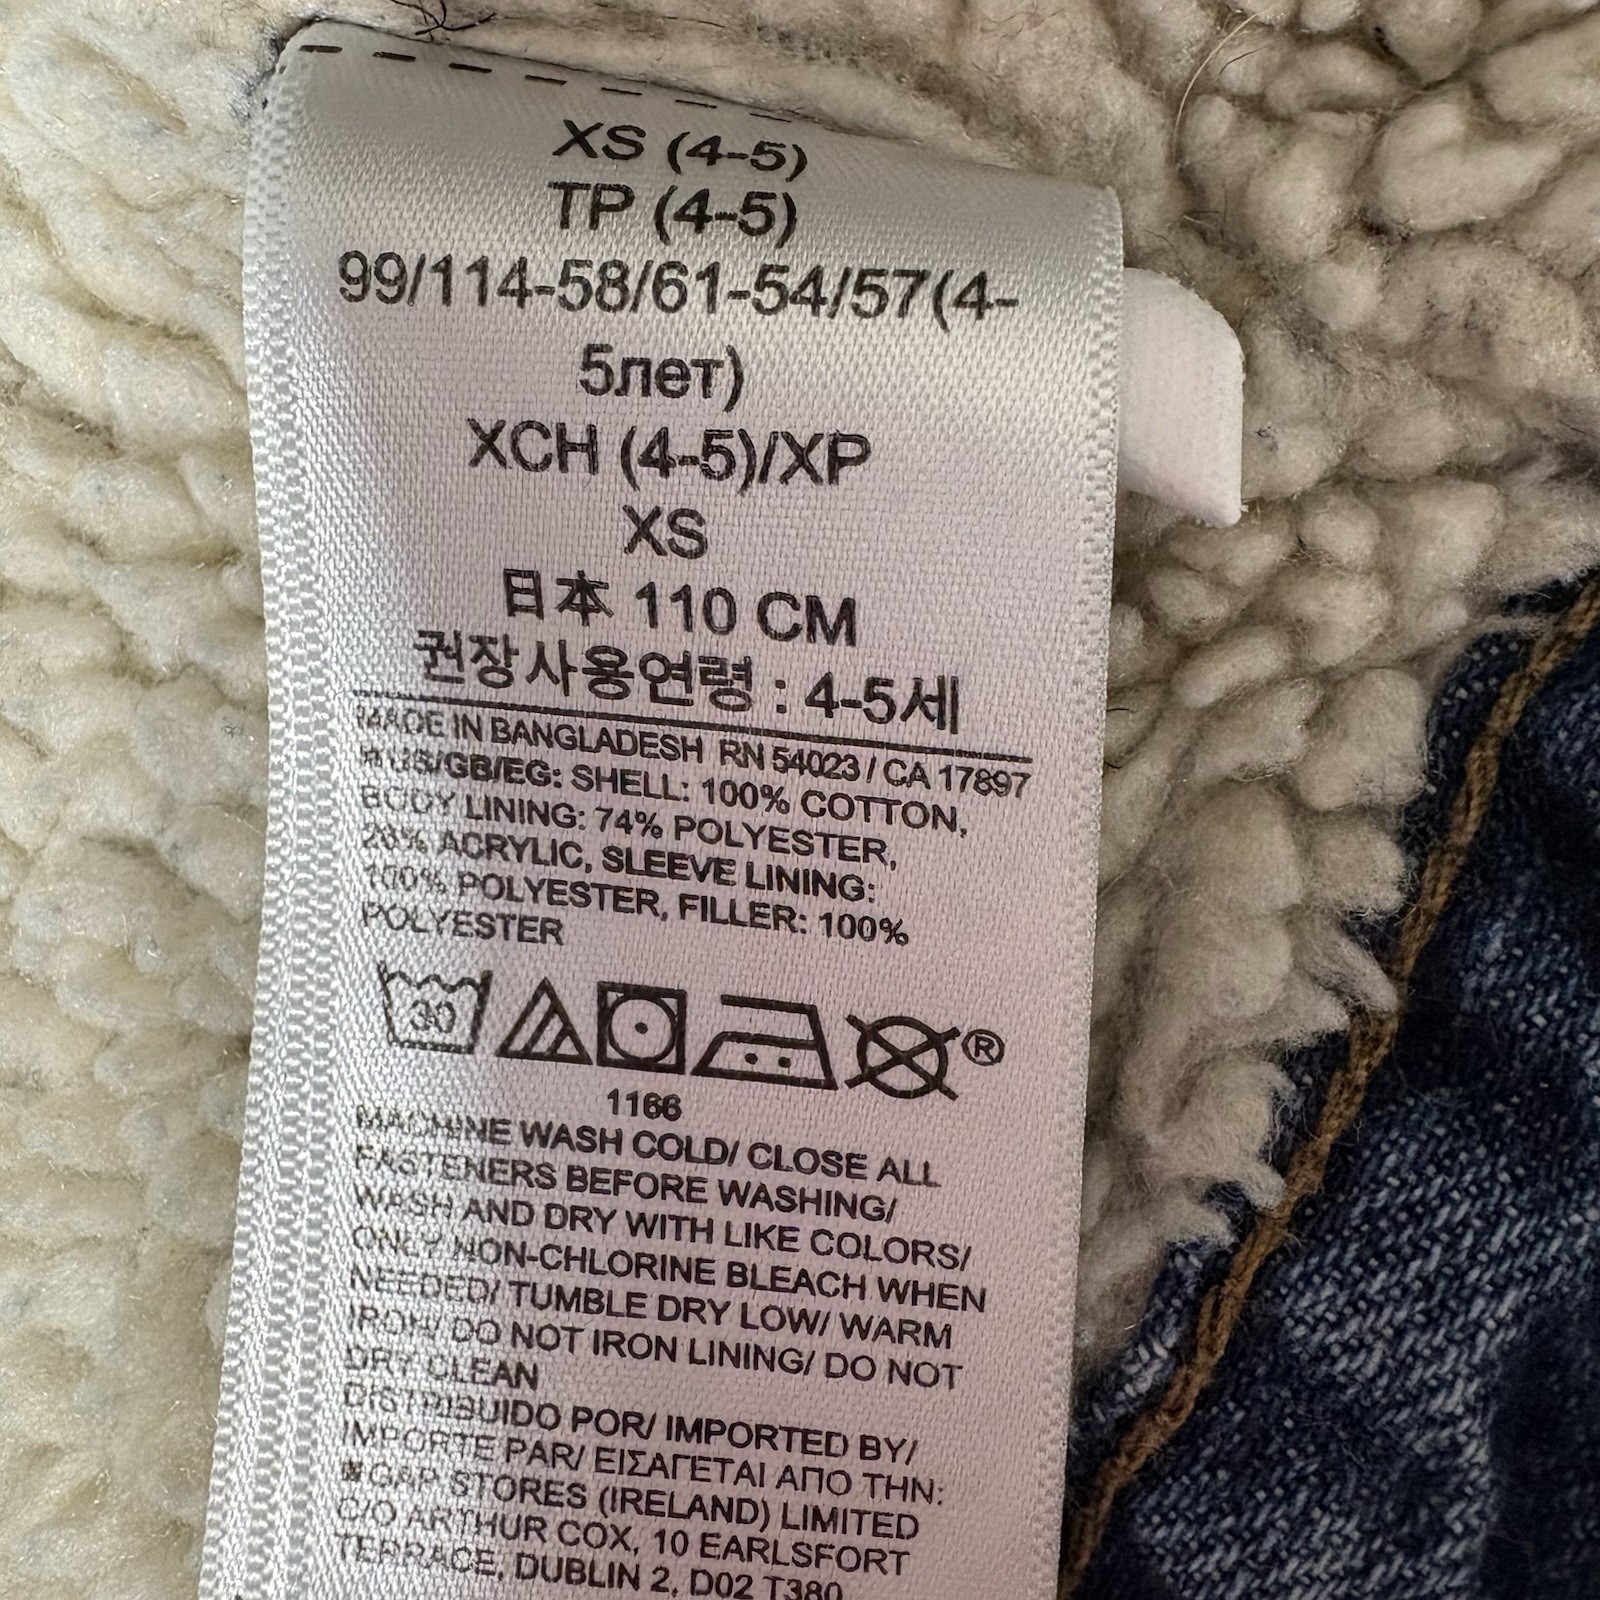 XS (4-5)
TP (4-5)
99/114-58/61-54/57(4-
5лет)
XCH (4-5)/XP
XS
日本 110 CM
권장사용연령 : 4-5세
MADE IN BANGLADESH RN 54023 / CA 17897
US/GB/EG: SHELL: 100% COTTON,
BODY LINING: 74% POLYESTER,
26% ACRYLIC, SLEEVE LINING:
100% POLYESTER, FILLER: 100%
POLYESTER
30
®
1166
MACHINE WASH COLD/ CLOSE ALL
FASTENERS BEFORE WASHING/
WASH AND DRY WITH LIKE COLORS/
ONLY NON-CHLORINE BLEACH WHEN
NEEDED/ TUMBLE DRY LOW/ WARM
IRON/ DO NOT IRON LINING/ DO NOT
DRY CLEAN
DISTRIBUIDO POR/ IMPORTED BY/
IMPORTE PAR/ ΕΙΣΑΓΕΤΑΙ ΑΠΟ ΤΗΝ:
GAP STORES (IRELAND) LIMITED
C/O ARTHUR COX, 10 EARLSFORT
TERRACE, DUBLIN 2, D02 T380